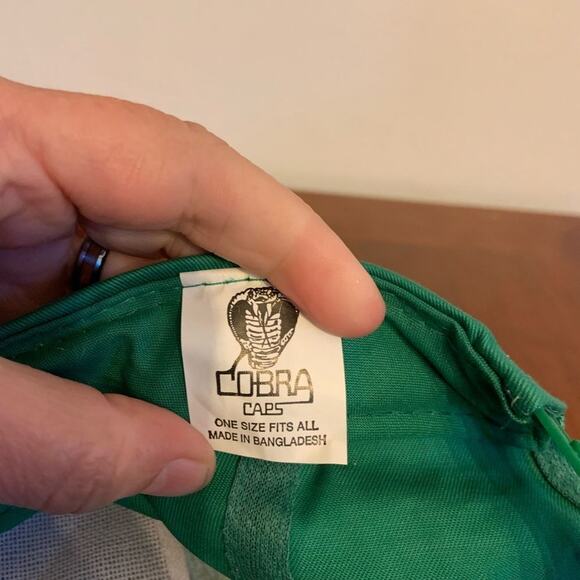 COBRA
CAPS
ONE SIZE FITS ALL
MADE IN BANGLADESH